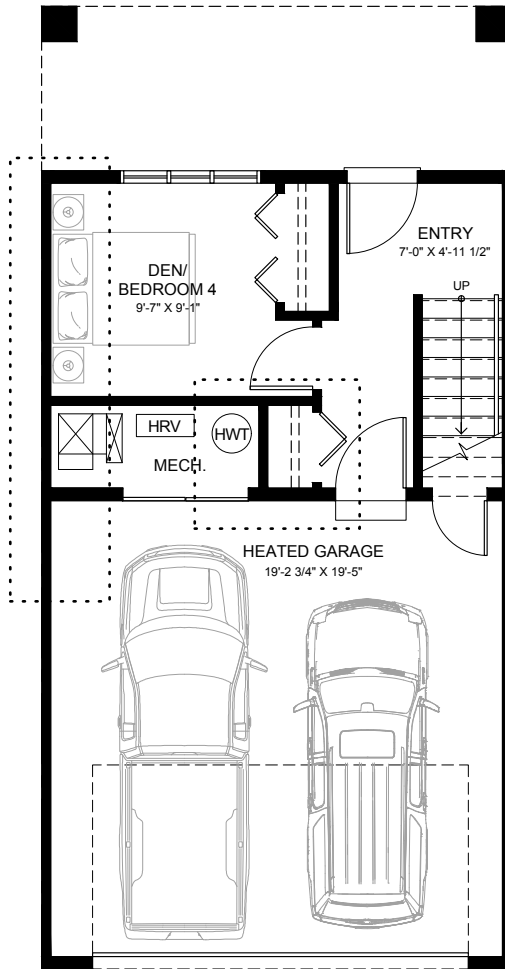 ENTRY
7'-0" X 4'-11 1/2"
DEN/
BEDROOM 4
9'-7" X 9'-1"
UP
HRV
HWT
MECH.
HEATED GARAGE
19'-2 3/4" X 19'-5"